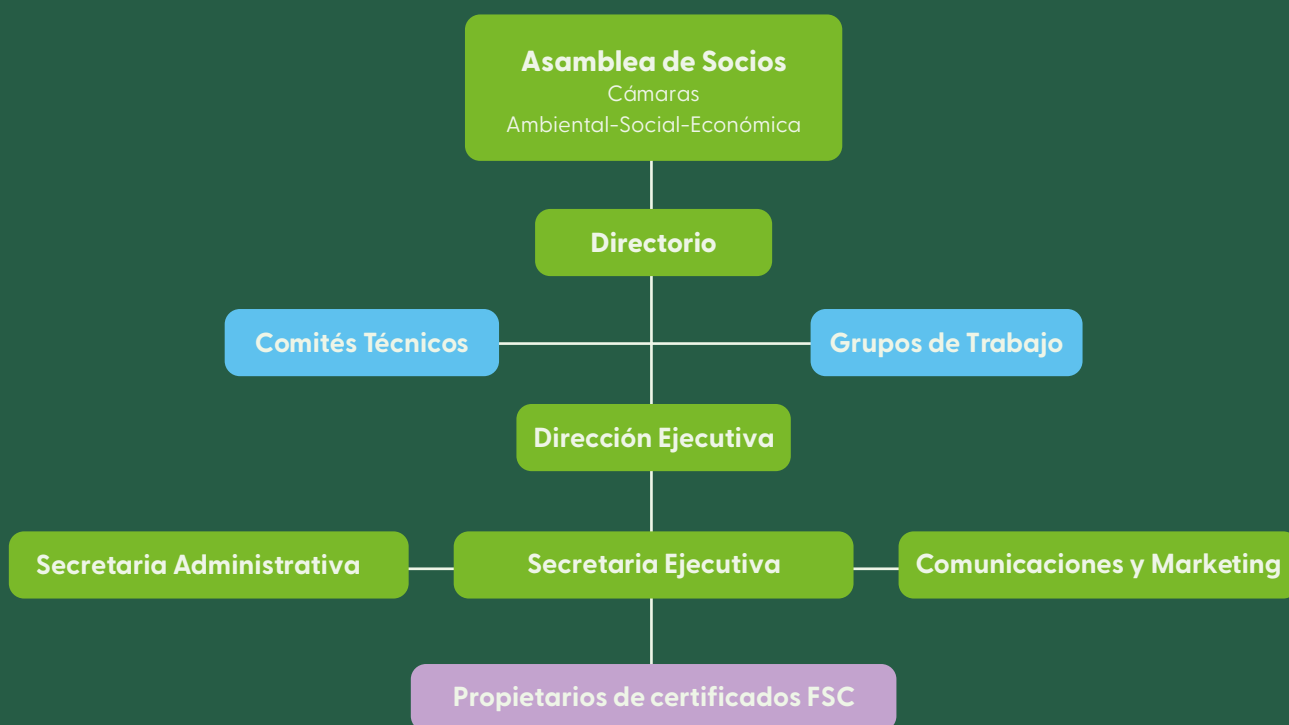 Asamblea de Socios
Cámaras
Ambiental-Social-Económica
Directorio
Comités Técnicos
Grupos de Trabajo
Dirección Ejecutiva
Secretaria Administrativa
Secretaria Ejecutiva
Comunicaciones y Marketing
Propietarios de certificados FSC